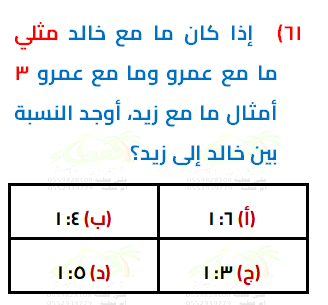 ٦١) إذا كان ما مع خالد مثلي
ما مع عمرو وما مع عمرو ٣
أمثال ما مع زيد، أوجد النسبة
بين خالد إلى زيد؟
(أ) ٦ : ١ (ب) ٤ : ١
(ج) ٣ : ١ (د) ٥ : ١